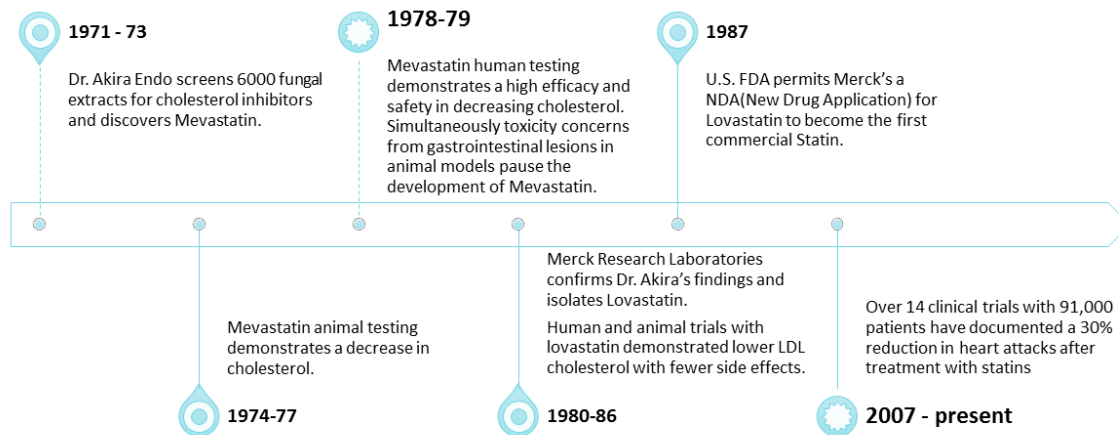 1971 - 73
Dr. Akira Endo screens 6000 fungal
extracts for cholesterol inhibitors
and discovers Mevastatin.
1978-79
Mevastatin human testing
demonstrates a high efficacy and
safety in decreasing cholesterol.
Simultaneously toxicity concerns
from gastrointestinal lesions in
animal models pause the
development of Mevastatin.
1987
U.S. FDA permits Merck's a
NDA(New Drug Application) for
Lovastatin to become the first
commercial Statin.
Mevastatin animal testing
demonstrates a decrease in
cholesterol.
1974-77
Merck Research Laboratories
confirms Dr. Akira's findings and
isolates Lovastatin.
Human and animal trials with
lovastatin demonstrated lower LDL
cholesterol with fewer side effects.
1980-86
Over 14 clinical trials with 91,000
patients have documented a 30%
reduction in heart attacks after
treatment with statins
2007 - present